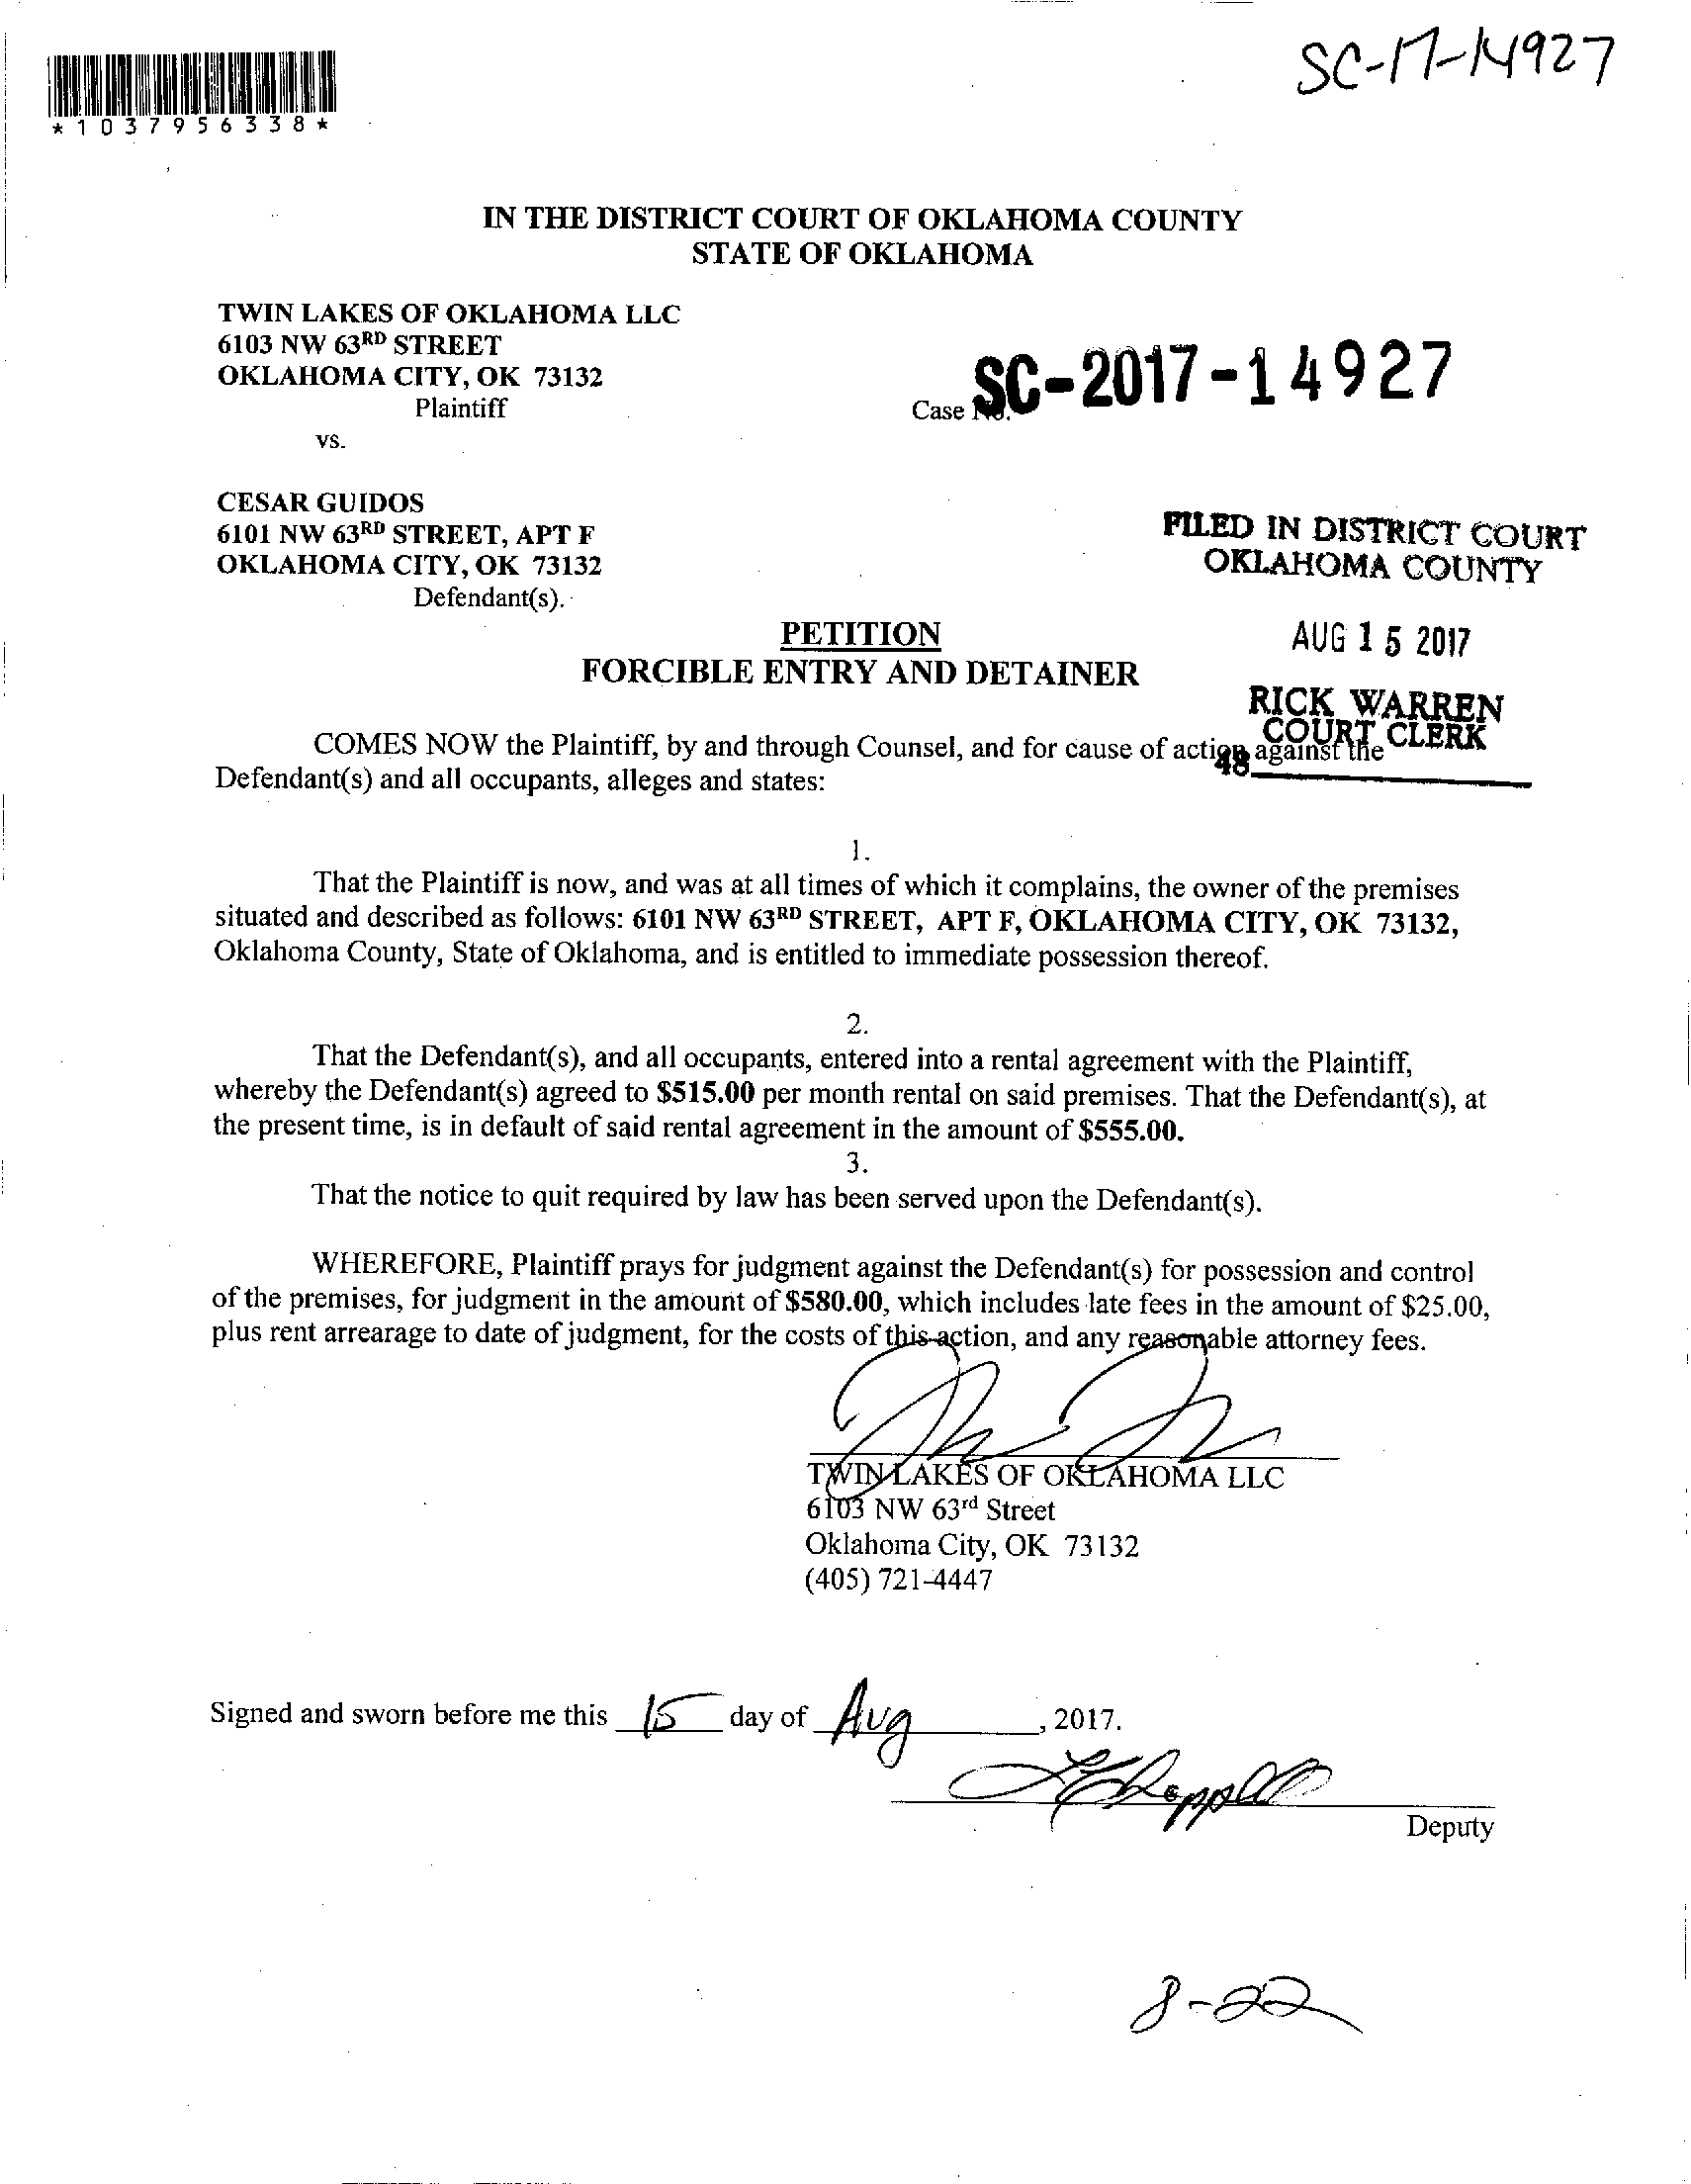 SC-17-14927
*1037956338*
IN THE DISTRICT COURT OF OKLAHOMA COUNTY
STATE OF OKLAHOMA
TWIN LAKES OF OKLAHOMA LLC
6103 NW 63RD STREET
OKLAHOMA CITY, OK 73132
Plaintiff
Case No. SC-2017-14927
vs.
CESAR GUIDOS
6101 NW 63RD STREET, APT F
OKLAHOMA CITY, OK 73132
Defendant(s).
FILED IN DISTRICT COURT
OKLAHOMA COUNTY
AUG 15 2017
RICK WARREN
COURT CLERK
48
PETITION
FORCIBLE ENTRY AND DETAINER
COMES NOW the Plaintiff, by and through Counsel, and for cause of action against the
Defendant(s) and all occupants, alleges and states:
1.
That the Plaintiff is now, and was at all times of which it complains, the owner of the premises
situated and described as follows: 6101 NW 63RD STREET, APT F, OKLAHOMA CITY, OK 73132,
Oklahoma County, State of Oklahoma, and is entitled to immediate possession thereof.
2.
That the Defendant(s), and all occupants, entered into a rental agreement with the Plaintiff,
whereby the Defendant(s) agreed to $515.00 per month rental on said premises. That the Defendant(s), at
the present time, is in default of said rental agreement in the amount of $555.00.
3.
That the notice to quit required by law has been served upon the Defendant(s).
WHEREFORE, Plaintiff prays for judgment against the Defendant(s) for possession and control
of the premises, for judgment in the amount of $580.00, which includes late fees in the amount of $25.00,
plus rent arrearage to date of judgment, for the costs of this action, and any reasonable attorney fees.
TWIN LAKES OF OKLAHOMA LLC
6103 NW 63rd Street
Oklahoma City, OK 73132
(405) 721-4447
Signed and sworn before me this 15 day of Aug, 2017.
Deputy
8-22